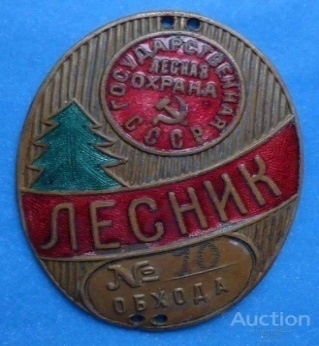 ГОСУДАРСТВЕННАЯ
ЛЕСНАЯ
ОХРАНА
СССР
ЛЕСНИК
№ 10
ОБХОДА
Auction